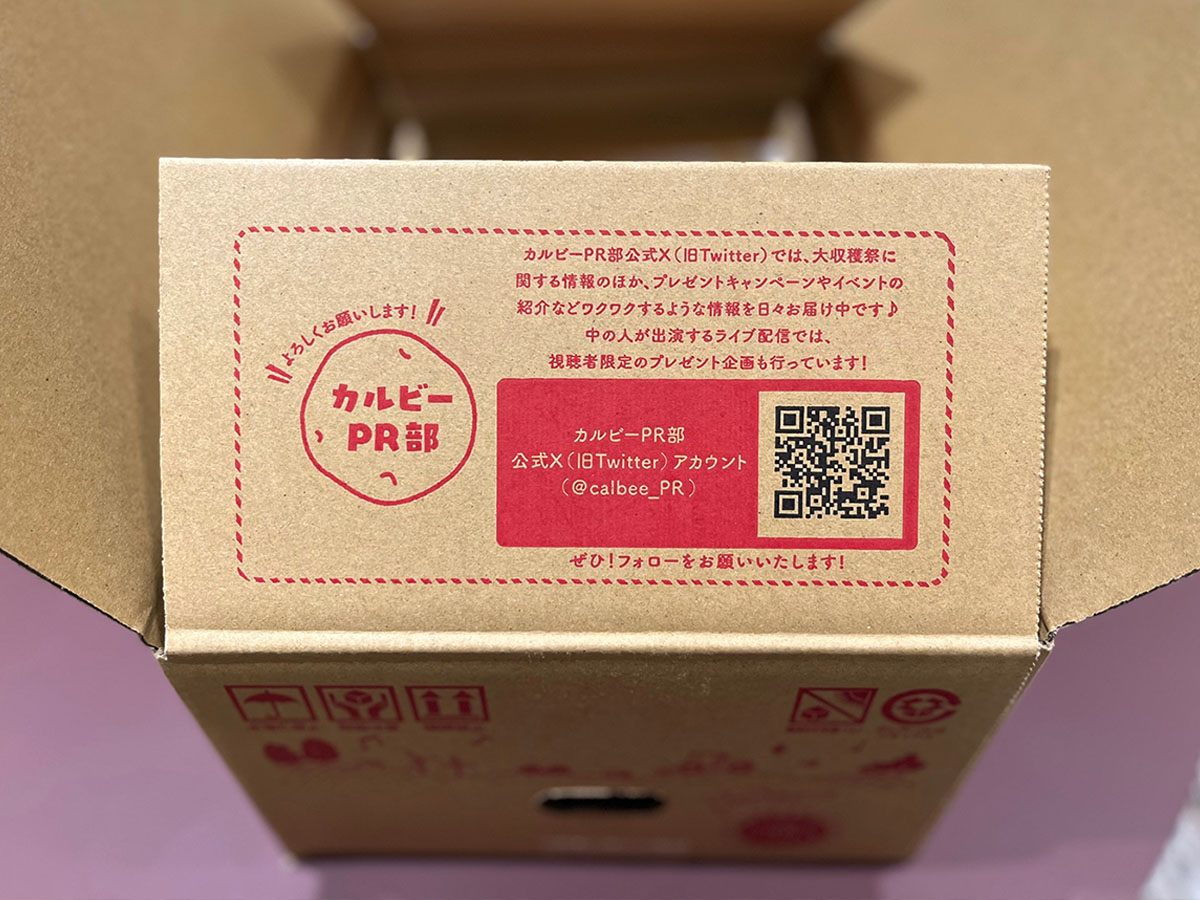 よろしくお願いします!
カルビー
PR部
カルビーPR部公式X(旧Twitter)では、大収穫祭に
関する情報のほか、プレゼントキャンペーンやイベントの
紹介などワクワクするような情報を日々お届け中です♪
中の人が出演するライブ配信では、
視聴者限定のプレゼント企画も行っています!
カルビーPR部
公式X(旧Twitter)アカウント
(@calbee_PR)
ぜひ!フォローをお願いいたします!